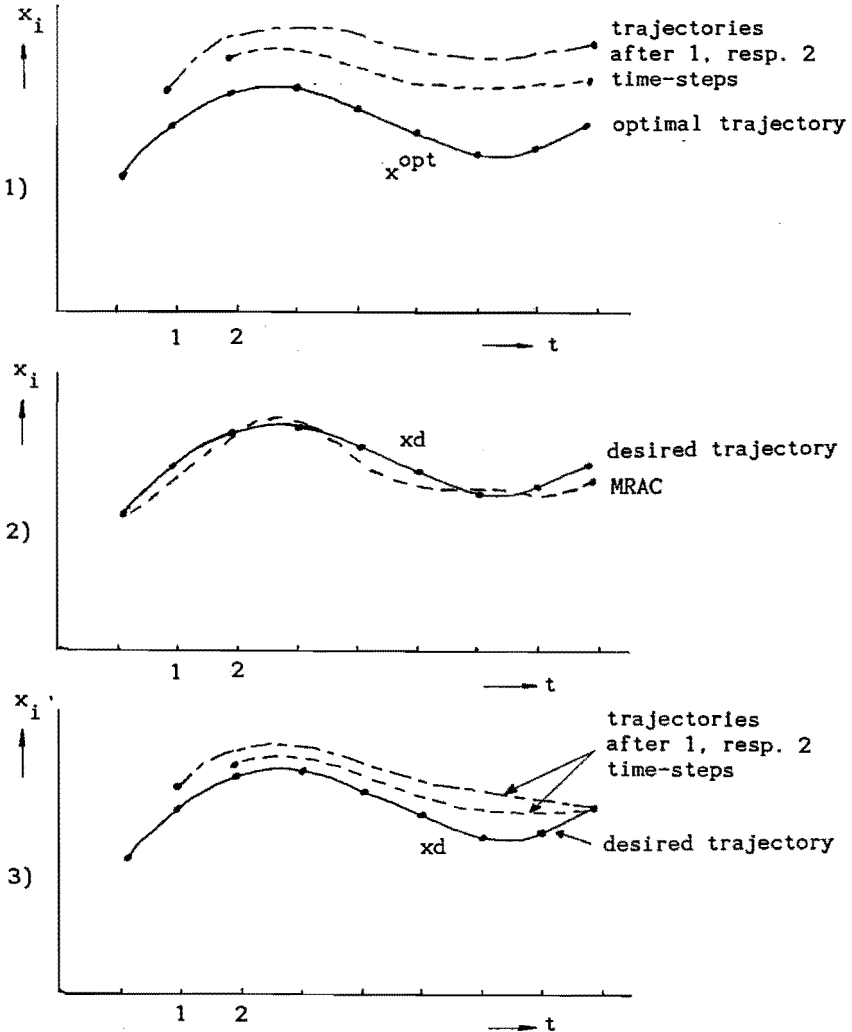 x_i
trajectories
after 1, resp. 2
time-steps
optimal trajectory
x^opt
1)
1 2
t
x_i
xd
desired trajectory
MRAC
2)
1 2
t
x_i
trajectories
after 1, resp. 2
time-steps
xd
desired trajectory
3)
1 2
t